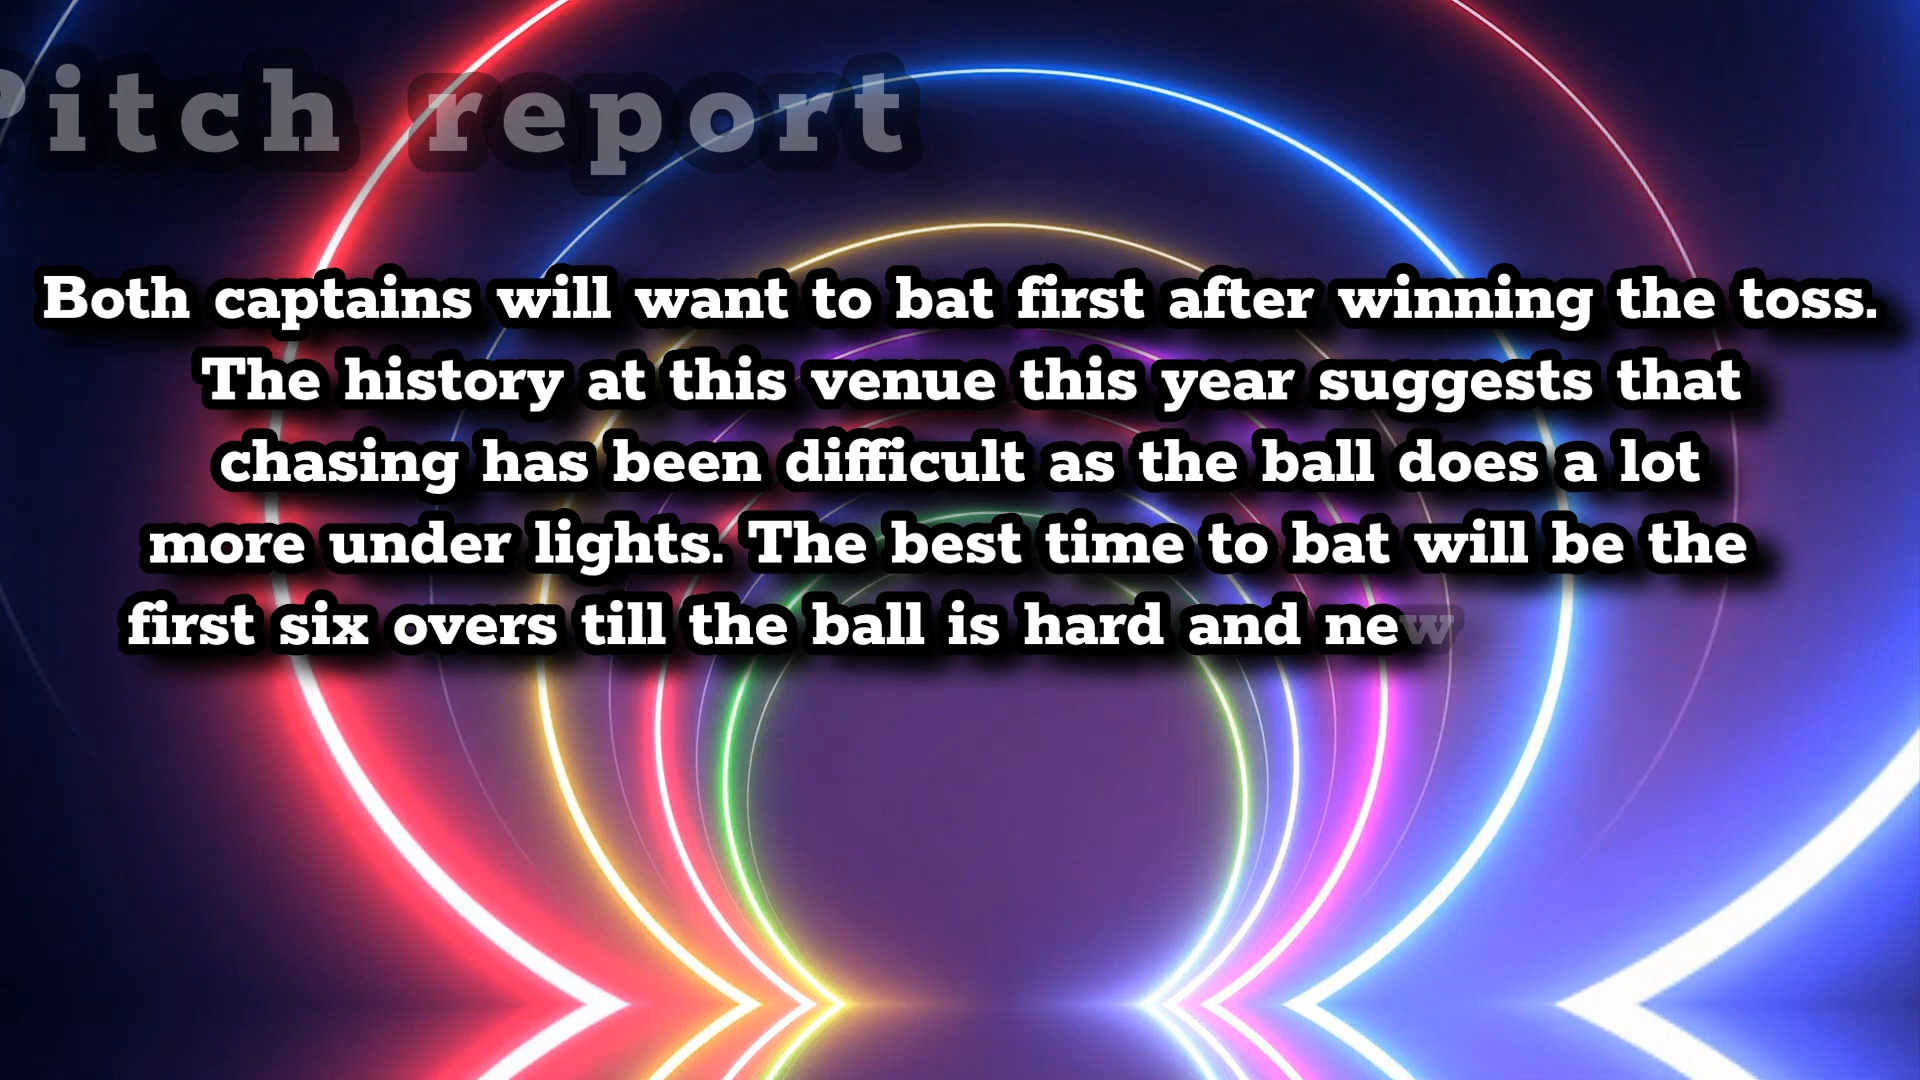 Pitch report
Both captains will want to bat first after winning the toss.
The history at this venue this year suggests that
chasing has been difficult as the ball does a lot
more under lights. The best time to bat will be the
first six overs till the ball is hard and new